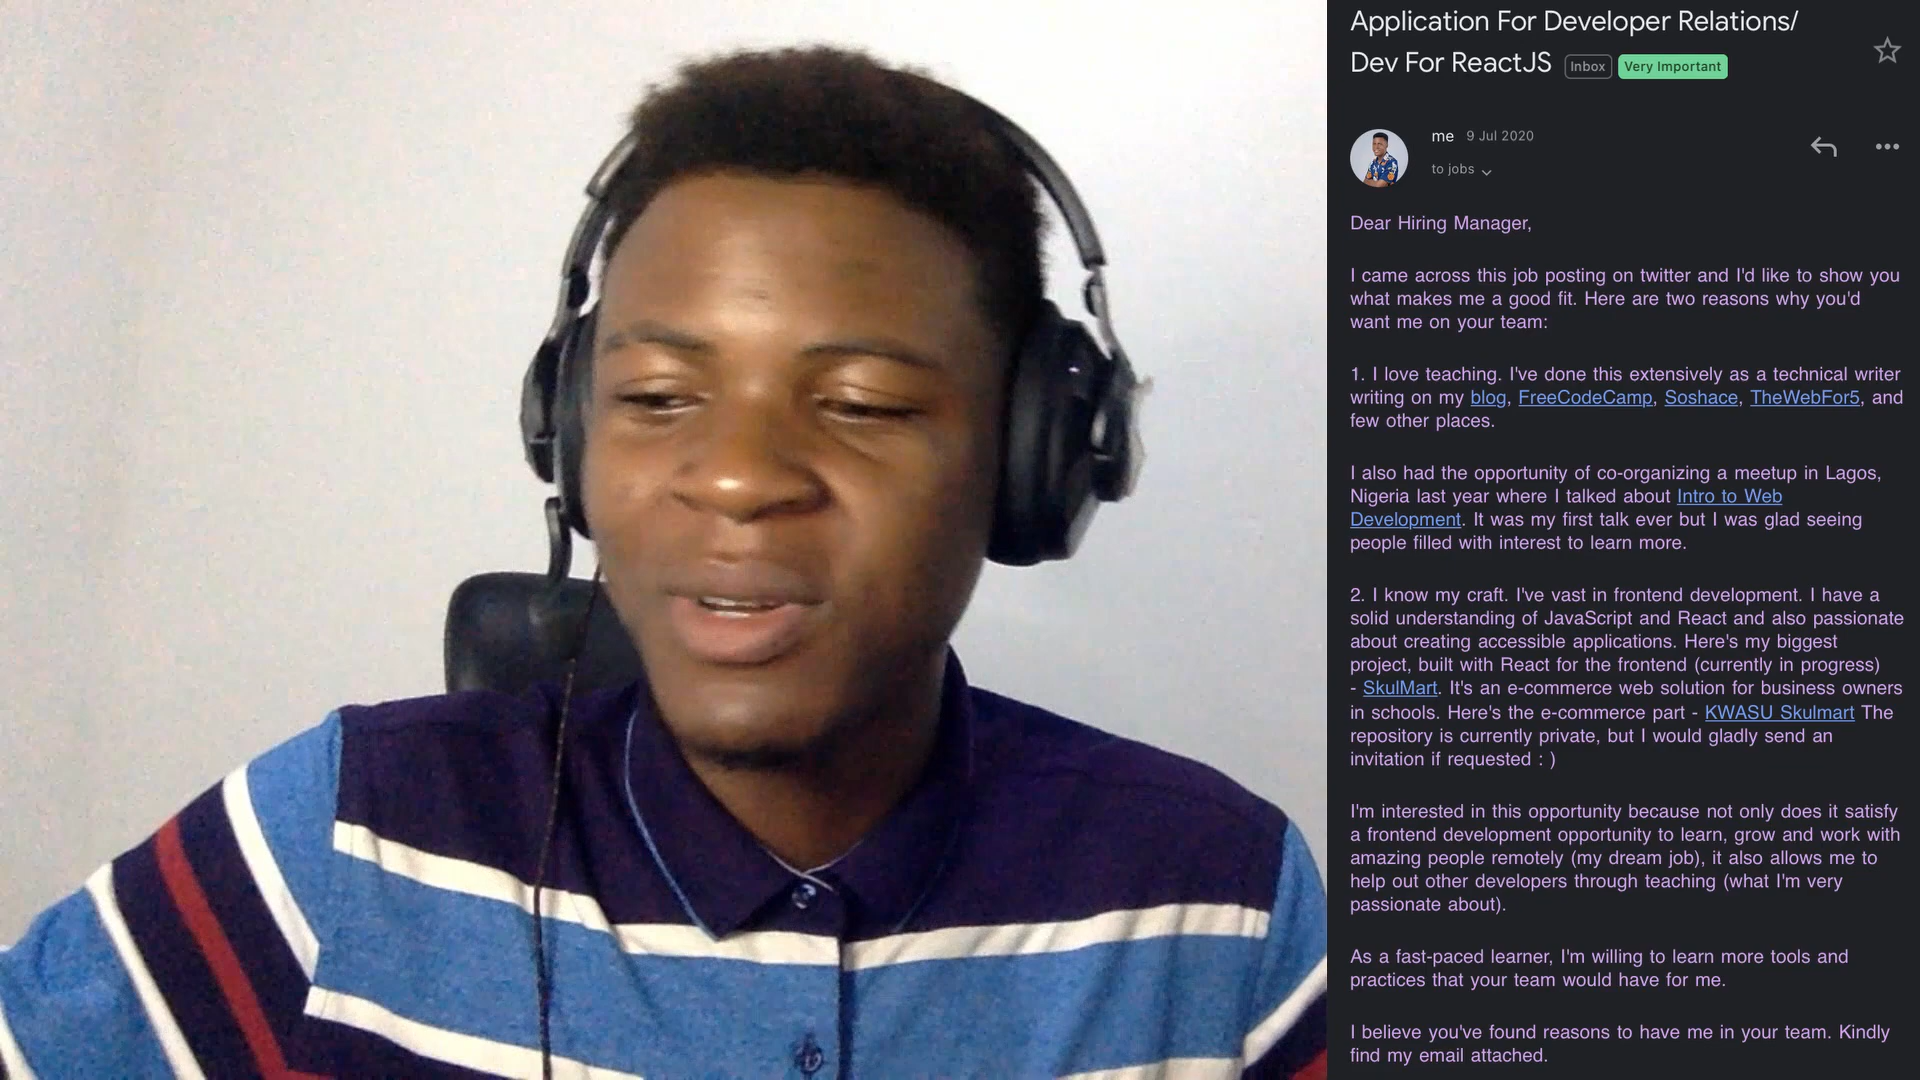 Application For Developer Relations/
Dev For ReactJS Inbox Very Important
me 9 Jul 2020
to jobs
Dear Hiring Manager,
I came across this job posting on twitter and I'd like to show you
what makes me a good fit. Here are two reasons why you'd
want me on your team:
1. I love teaching. I've done this extensively as a technical writer
writing on my blog, FreeCodeCamp, Soshace, TheWebFor5, and
few other places.
I also had the opportunity of co-organizing a meetup in Lagos,
Nigeria last year where I talked about Intro to Web
Development. It was my first talk ever but I was glad seeing
people filled with interest to learn more.
2. I know my craft. I've vast in frontend development. I have a
solid understanding of JavaScript and React and also passionate
about creating accessible applications. Here's my biggest
project, built with React for the frontend (currently in progress)
- SkulMart. It's an e-commerce web solution for business owners
in schools. Here's the e-commerce part - KWASU Skulmart The
repository is currently private, but I would gladly send an
invitation if requested : )
I'm interested in this opportunity because not only does it satisfy
a frontend development opportunity to learn, grow and work with
amazing people remotely (my dream job), it also allows me to
help out other developers through teaching (what I'm very
passionate about).
As a fast-paced learner, I'm willing to learn more tools and
practices that your team would have for me.
I believe you've found reasons to have me in your team. Kindly
find my email attached.